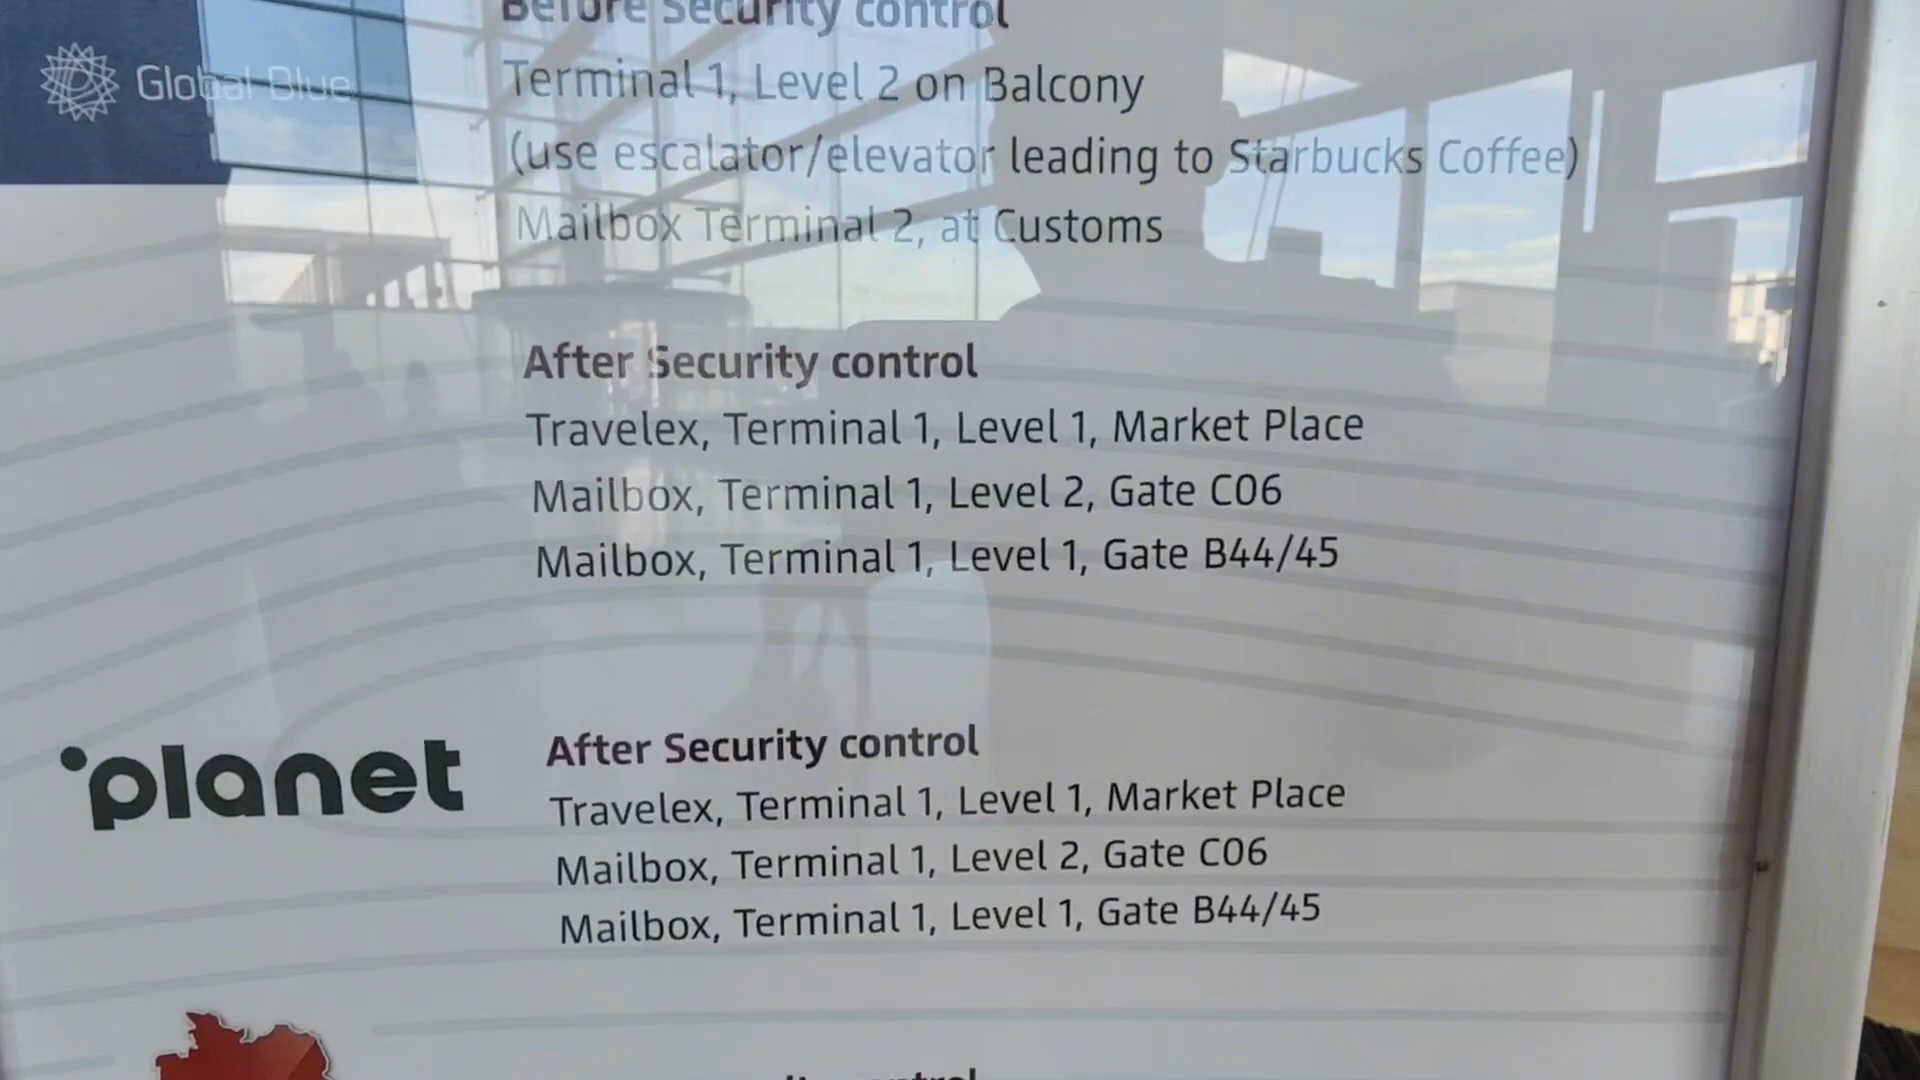 Before Security control
Global Blue
Terminal 1, Level 2 on Balcony
(use escalator/elevator leading to Starbucks Coffee)
Mailbox Terminal 2, at Customs
After Security control
Travelex, Terminal 1, Level 1, Market Place
Mailbox, Terminal 1, Level 2, Gate C06
Mailbox, Terminal 1, Level 1, Gate B44/45
planet
After Security control
Travelex, Terminal 1, Level 1, Market Place
Mailbox, Terminal 1, Level 2, Gate C06
Mailbox, Terminal 1, Level 1, Gate B44/45